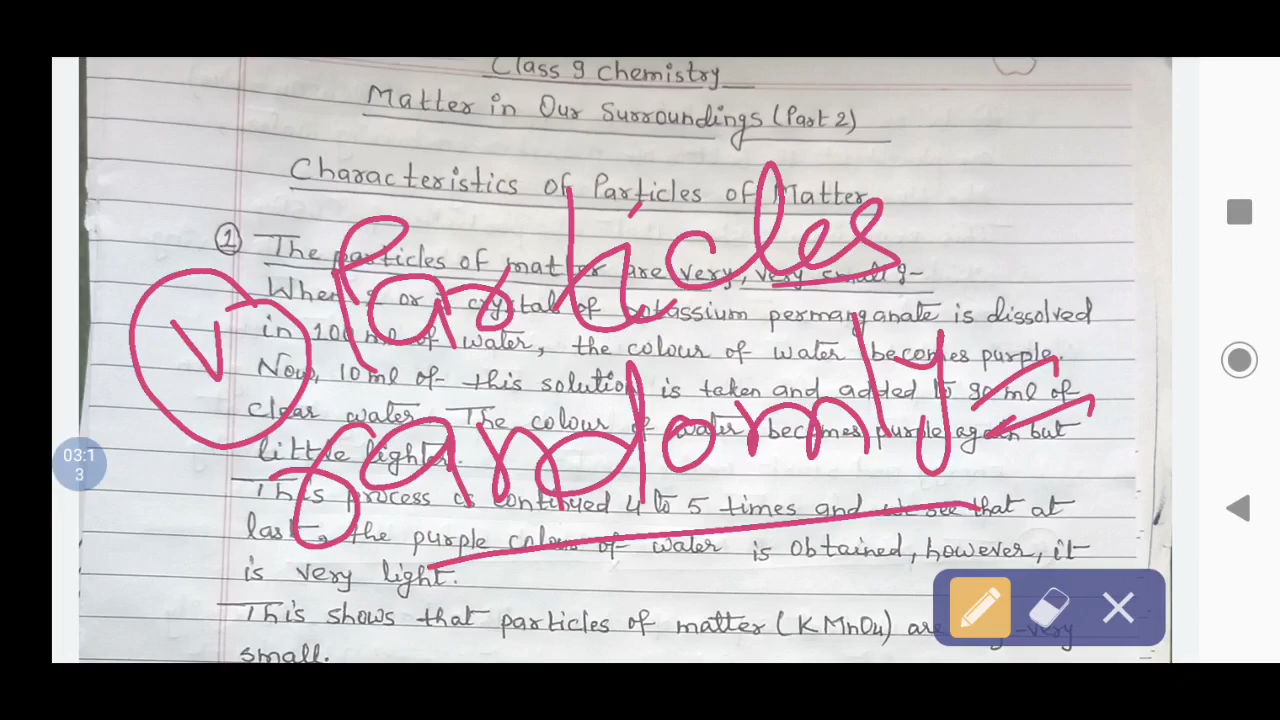 Class 9 Chemistry
Matter in Our Surroundings (Part 2)
Characteristics of Particles of Matter
① The particles of matter are very, very small :-
When or crystal of potassium permanganate is dissolved
in 100 ml of water, the colour of water becomes purple.
Now, 10 ml of this solution is taken and added to 90 ml of
clear water. The colour of water becomes purple again but
little lighter.
This process is continued 4 to 5 times and we see that at
last, the purple colour of water is obtained, however, it
is very light.
This shows that particles of matter (KMnO4) are very
small.
Particles
V
randomly
03:1
3